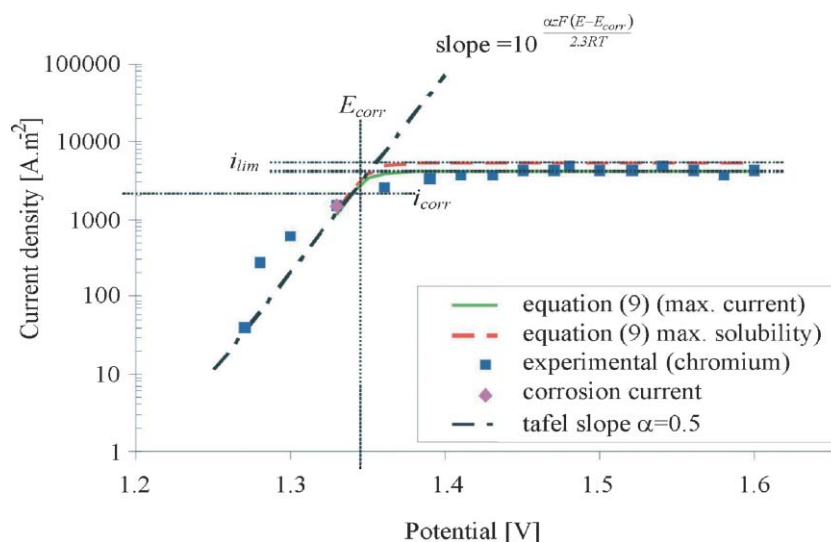 slope =10 αzF(E−Ecorr)
2.3RT
100000
Ecorr
10000
ilim
1000
icorr
100
10
1
Current density [A.m²]
equation (9) (max. current)
equation (9) max. solubility)
experimental (chromium)
corrosion current
tafel slope α=0.5
1.2 1.3 1.4 1.5 1.6
Potential [V]